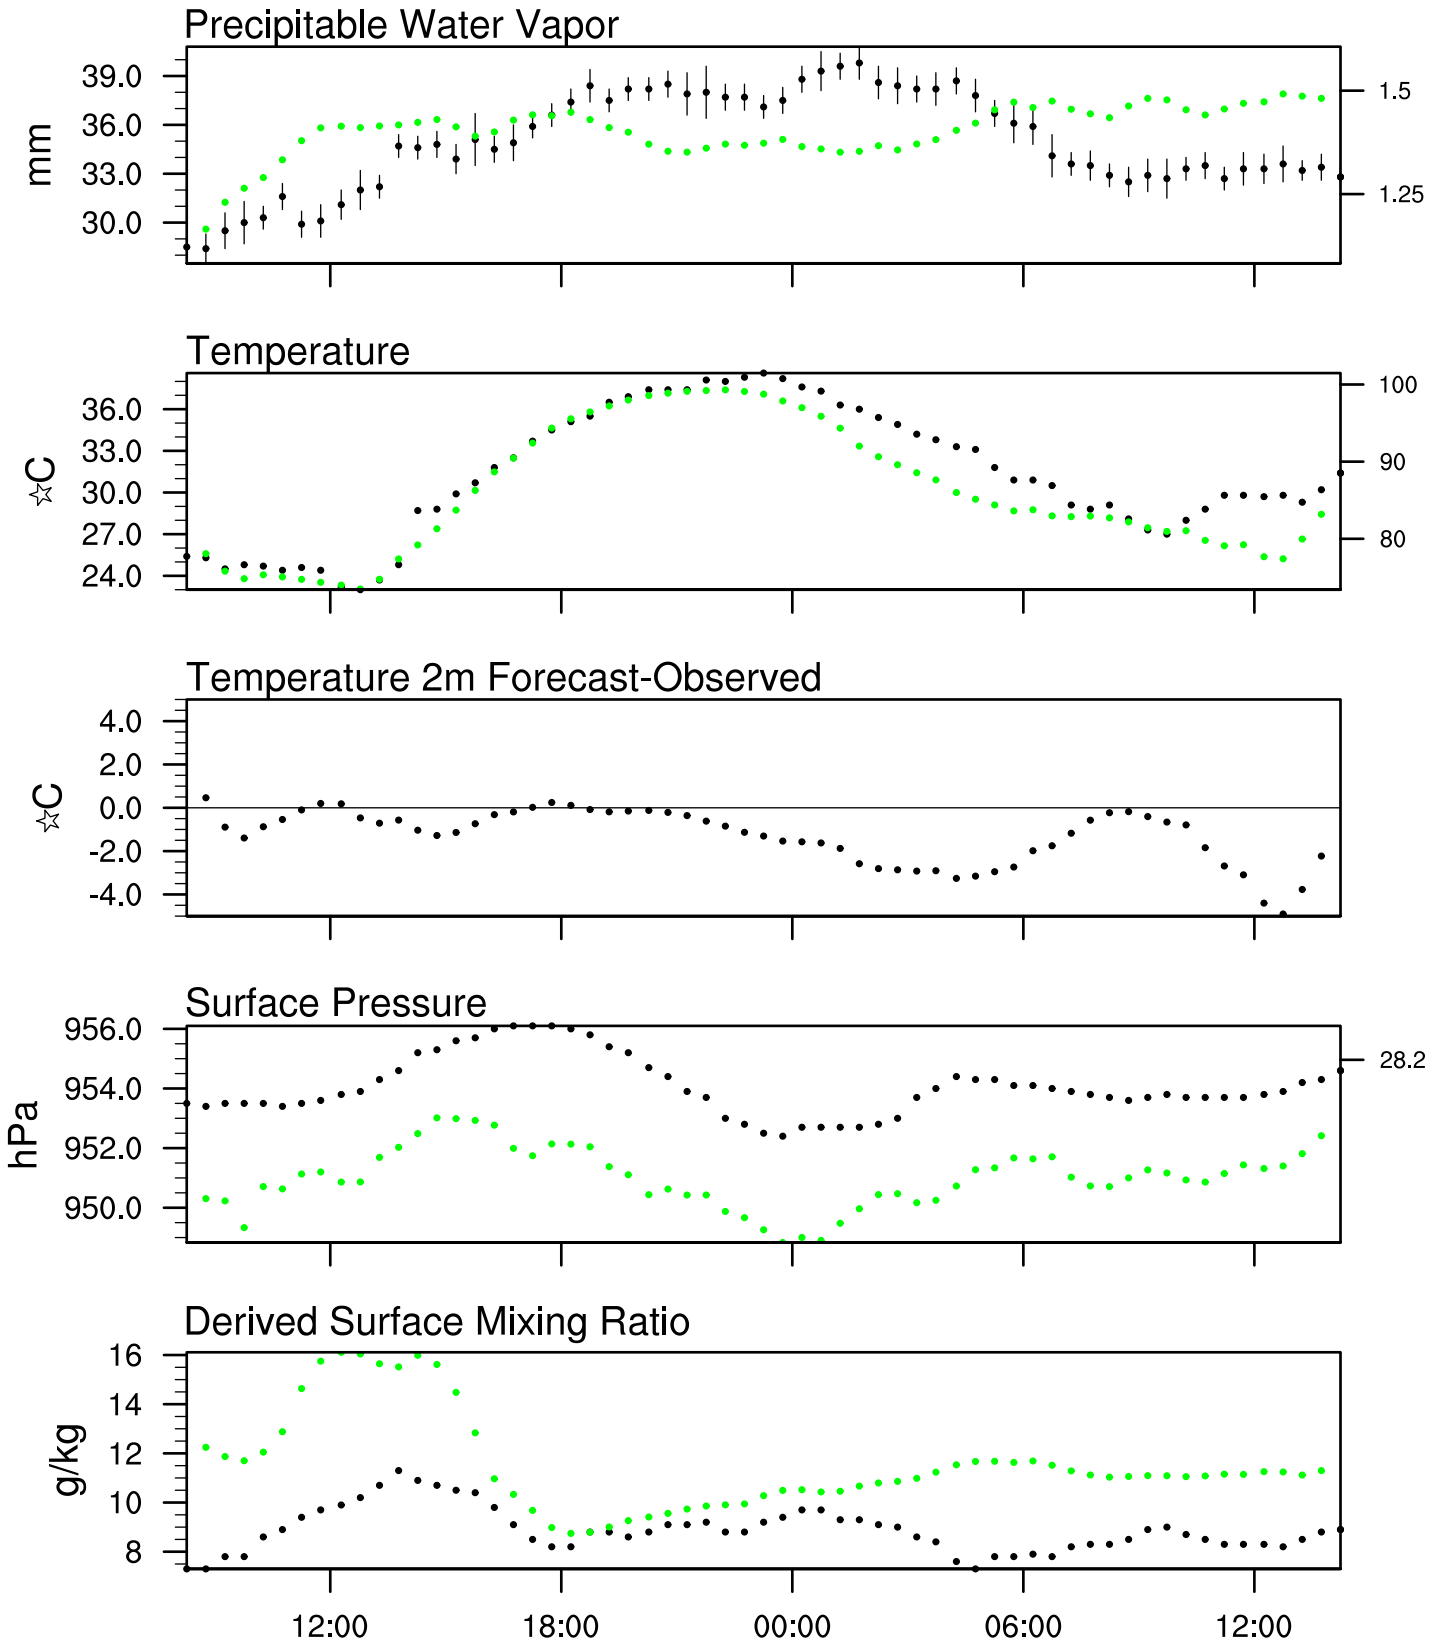 Precipitable Water Vapor
39.0
36.0
33.0
30.0
mm
1.5
1.25
Temperature
36.0
33.0
30.0
27.0
24.0
☆C
100
90
80
Temperature 2m Forecast-Observed
4.0
2.0
0.0
-2.0
-4.0
☆C
Surface Pressure
956.0
954.0
952.0
950.0
hPa
28.2
Derived Surface Mixing Ratio
16
14
12
10
8
g/kg
12:00 18:00 00:00 06:00 12:00